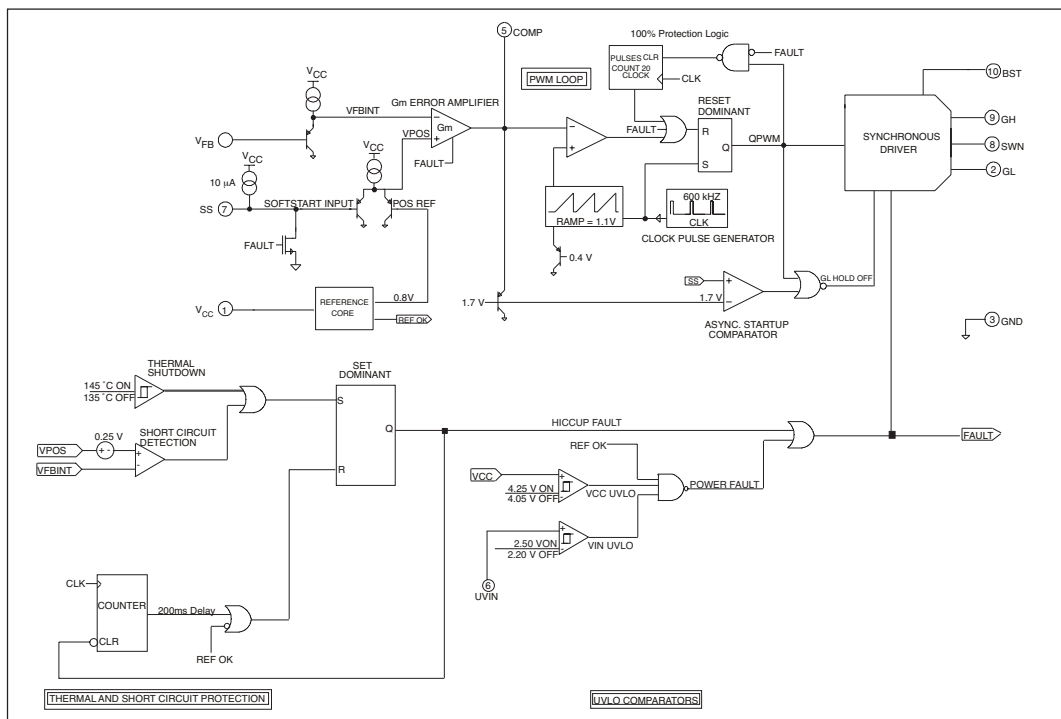 5 COMP
100% Protection Logic
PULSES CLR
COUNT 20
CLOCK
FAULT
CLK
PWM LOOP
VCC
VFBINT
Gm ERROR AMPLIFIER
Gm
−
+
VPOS
FAULT
VFB
VCC
10 µA
VCC
SS 7
SOFTSTART INPUT
POS REF
FAULT
VCC 1
REFERENCE
CORE
0.8V
REF OK
−
+
FAULT
RESET
DOMINANT
R
Q
S
QPWM
RAMP = 1.1V
600 kHZ
CLK
CLOCK PULSE GENERATOR
0.4 V
1.7 V
SS
+
1.7 V
−
ASYNC. STARTUP
COMPARATOR
GL HOLD OFF
SYNCHRONOUS
DRIVER
10 BST
9 GH
8 SWN
2 GL
3 GND
THERMAL
SHUTDOWN
145 ˚C ON
135 ˚C OFF
0.25 V
+ -
VPOS
VFBINT
+
-
SHORT CIRCUIT
DETECTION
SET
DOMINANT
S
Q
R
HICCUP FAULT
REF OK
VCC
+
-
4.25 V ON
4.05 V OFF
VCC UVLO
POWER FAULT
FAULT
+
-
2.50 VON
2.20 V OFF
VIN UVLO
6
UVIN
CLK
COUNTER
CLR
200ms Delay
REF OK
THERMAL AND SHORT CIRCUIT PROTECTION
UVLO COMPARATORS